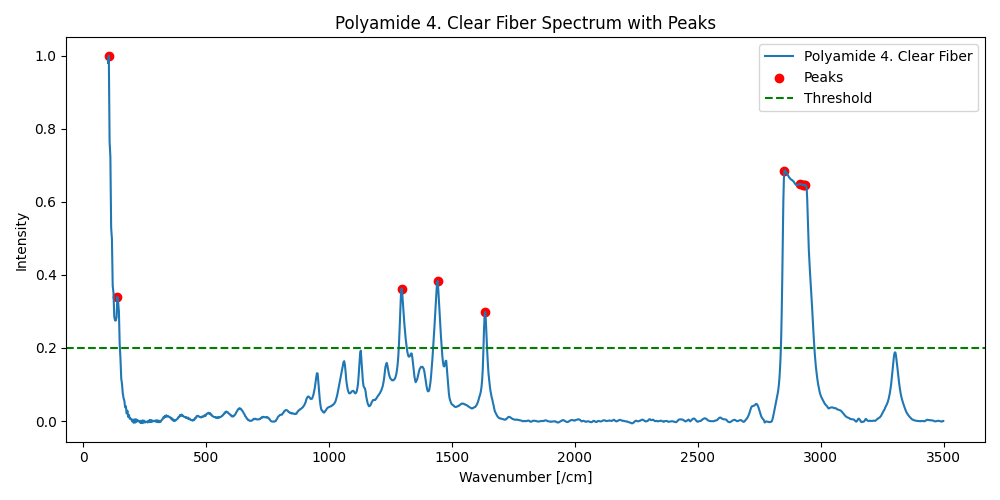 Polyamide 4. Clear Fiber Spectrum with Peaks
Polyamide 4. Clear Fiber
Peaks
Threshold
1.0
0.8
0.6
0.4
0.2
0.0
Intensity
0 500 1000 1500 2000 2500 3000 3500
Wavenumber [/cm]